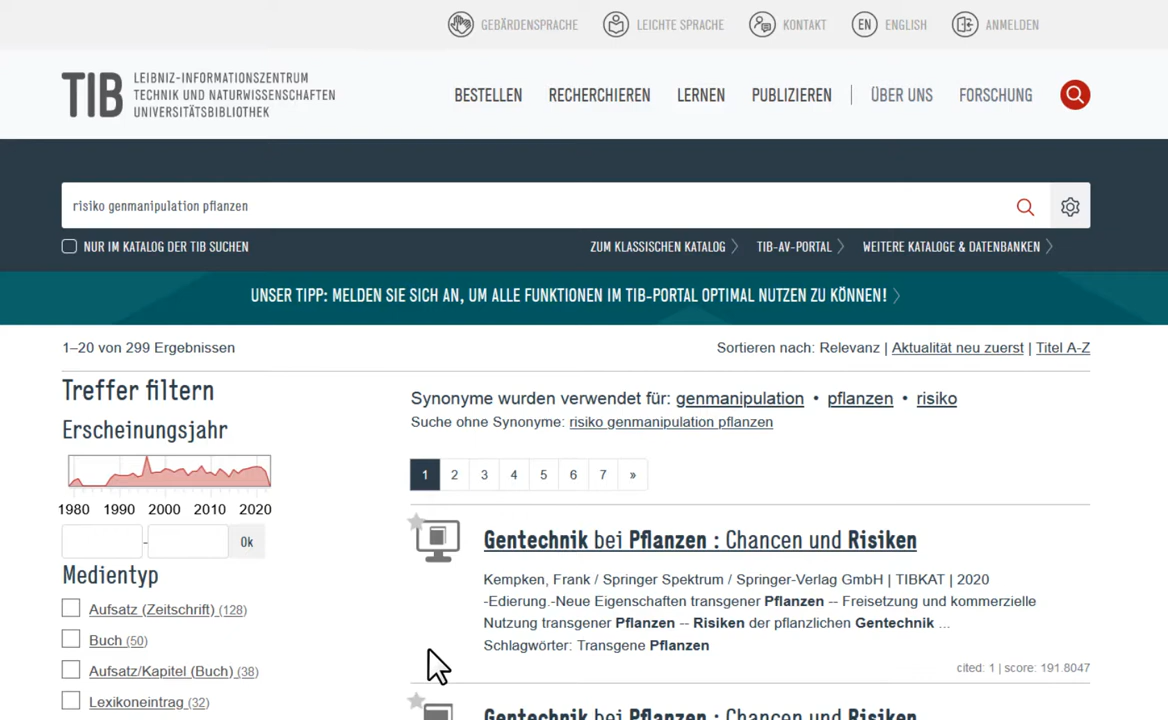 GEBÄRDENSPRACHE LEICHTE SPRACHE KONTAKT EN ENGLISH ANMELDEN
TIB LEIBNIZ-INFORMATIONSZENTRUM
TECHNIK UND NATURWISSENSCHAFTEN
UNIVERSITÄTSBIBLIOTHEK
BESTELLEN RECHERCHIEREN LERNEN PUBLIZIEREN ÜBER UNS FORSCHUNG
risiko genmanipulation pflanzen
NUR IM KATALOG DER TIB SUCHEN ZUM KLASSISCHEN KATALOG TIB-AV-PORTAL WEITERE KATALOGE & DATENBANKEN
UNSER TIPP: MELDEN SIE SICH AN, UM ALLE FUNKTIONEN IM TIB-PORTAL OPTIMAL NUTZEN ZU KÖNNEN!
1–20 von 299 Ergebnissen Sortieren nach: Relevanz | Aktualität neu zuerst | Titel A-Z
Treffer filtern
Erscheinungsjahr
1980 1990 2000 2010 2020
- Ok
Medientyp
Aufsatz (Zeitschrift) (128)
Buch (50)
Aufsatz/Kapitel (Buch) (38)
Lexikoneintrag (32)
Synonyme wurden verwendet für: genmanipulation • pflanzen • risiko
Suche ohne Synonyme: risiko genmanipulation pflanzen
1 2 3 4 5 6 7 »
Gentechnik bei Pflanzen : Chancen und Risiken
Kempken, Frank / Springer Spektrum / Springer-Verlag GmbH | TIBKAT | 2020
-Edierung.-Neue Eigenschaften transgener Pflanzen -- Freisetzung und kommerzielle
Nutzung transgener Pflanzen -- Risiken der pflanzlichen Gentechnik ...
Schlagwörter: Transgene Pflanzen
cited: 1 | score: 191.8047
Gentechnik bei Pflanzen : Chancen und Risiken